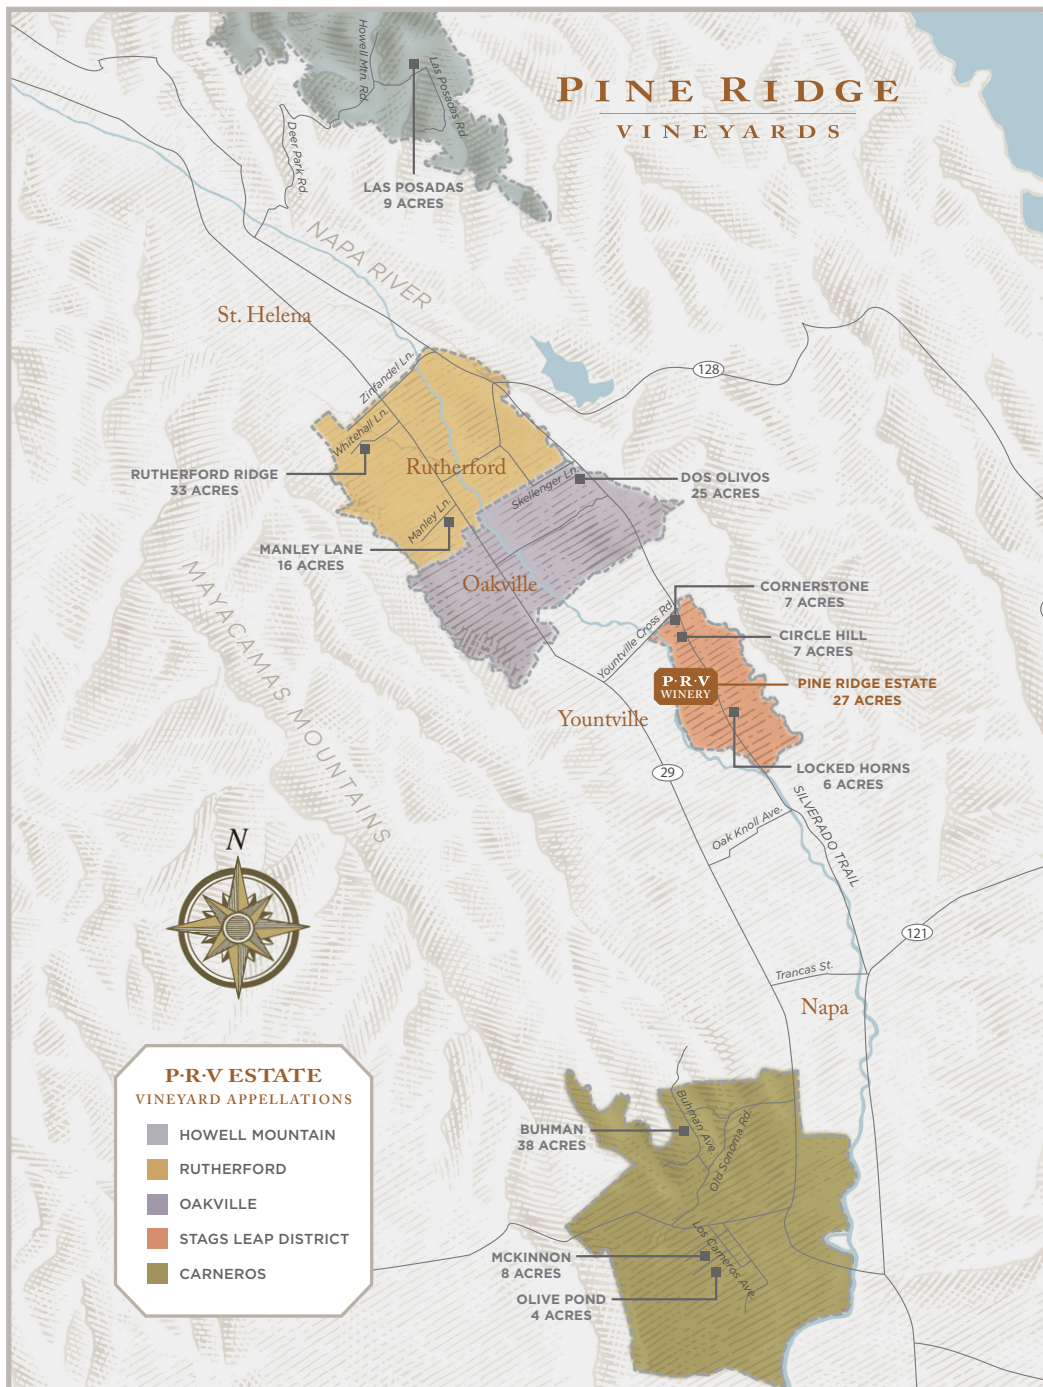 PINE RIDGE
VINEYARDS
Howell Mtn. Rd.
Las Posadas Rd.
Deer Park Rd.
LAS POSADAS
9 ACRES
NAPA RIVER
St. Helena
128
Zinfandel Ln.
Whitehall Ln.
Rutherford
RUTHERFORD RIDGE
33 ACRES
Skellenger Ln.
DOS OLIVOS
25 ACRES
Manley Ln.
MANLEY LANE
16 ACRES
Oakville
MAYACAMAS MOUNTAINS
CORNERSTONE
7 ACRES
Yountville Cross Rd.
CIRCLE HILL
7 ACRES
P·R·V
WINERY
PINE RIDGE ESTATE
27 ACRES
Yountville
29
LOCKED HORNS
6 ACRES
SILVERADO TRAIL
Oak Knoll Ave.
N
121
Trancas St.
Napa
P·R·V ESTATE
VINEYARD APPELLATIONS
HOWELL MOUNTAIN
RUTHERFORD
OAKVILLE
STAGS LEAP DISTRICT
CARNEROS
Buhman Ave.
Old Sonoma Rd.
BUHMAN
38 ACRES
Los Carneros Ave.
MCKINNON
8 ACRES
OLIVE POND
4 ACRES